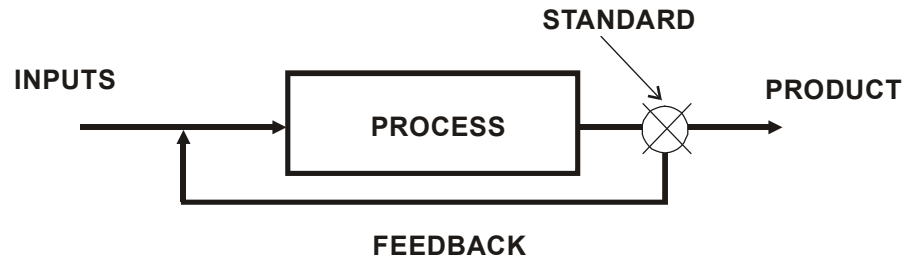 STANDARD
INPUTS
PRODUCT
PROCESS
FEEDBACK